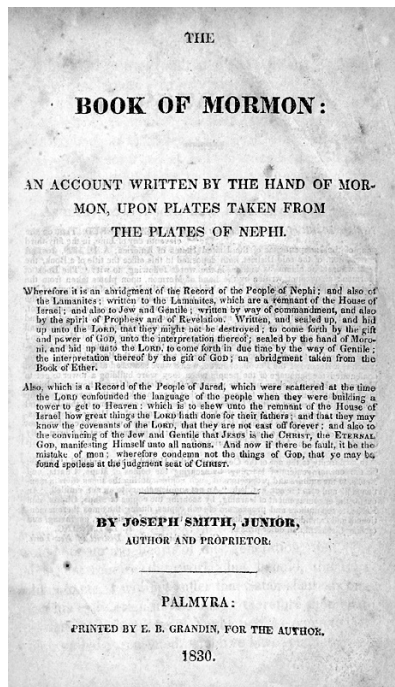 THE
BOOK OF MORMON:
AN ACCOUNT WRITTEN BY THE HAND OF MOR-
MON, UPON PLATES TAKEN FROM
THE PLATES OF NEPHI.
Wherefore it is an abridgment of the Record of the People of Nephi; and also of
the Lamanites; written to the Lamanites, which are a remnant of the House of
Israel; and also to Jew and Gentile; written by way of commandment, and also
by the spirit of Prophesy and of Revelation. Written, and sealed up, and hid
up unto the LORD, that they might not be destroyed; to come forth by the gift
and power of GOD, unto the interpretation thereof; sealed by the hand of Moro-
ni, and hid up unto the LORD, to come forth in due time by the way of Gentile;
the interpretation thereof by the gift of GOD; an abridgment taken from the
Book of Ether.
Also, which is a Record of the People of Jared, which were scattered at the time
the LORD confounded the language of the people when they were building a
tower to get to Heaven: which is to shew unto the remnant of the House of
Israel how great things the LORD hath done for their fathers; and that they may
know the covenants of the LORD, that they are not cast off forever; and also to
the convincing of the Jew and Gentile that JESUS is the CHRIST, the ETERNAL
GOD, manifesting Himself unto all nations. And now if there be fault, it be the
mistake of men; wherefore condemn not the things of GOD, that ye may be
found spotless at the judgment seat of CHRIST.
BY JOSEPH SMITH, JUNIOR,
AUTHOR AND PROPRIETOR.
PALMYRA:
PRINTED BY E. B. GRANDIN, FOR THE AUTHOR.
1830.